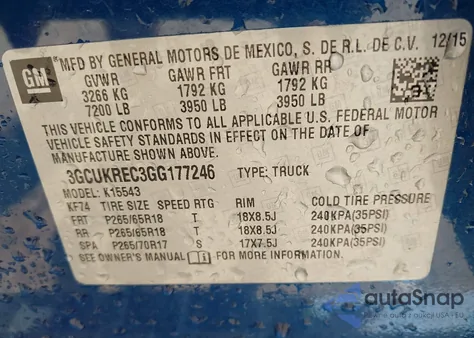 GM
*MFD BY GENERAL MOTORS DE MEXICO, S. DE R.L. DE C.V. 12/15
GVWR GAWR FRT GAWR RR
3266 KG 1792 KG 1792 KG
7200 LB 3950 LB 3950 LB
THIS VEHICLE CONFORMS TO ALL APPLICABLE U.S. FEDERAL MOTOR
VEHICLE SAFETY STANDARDS IN EFFECT ON THE DATE OF
MANUFACTURE SHOWN ABOVE.
3GCUKREC3GG177246 TYPE: TRUCK
MODEL: K15543
KF74 TIRE SIZE SPEED RTG RIM COLD TIRE PRESSURE
FRT P265/65R18 T 18X8.5J 240KPA(35PSI)
RR P265/65R18 T 18X8.5J 240KPA(35PSI)
SPA P265/70R17 S 17X7.5J 240KPA(35PSI)
SEE OWNER'S MANUAL FOR MORE INFORMATION.
autoSnap